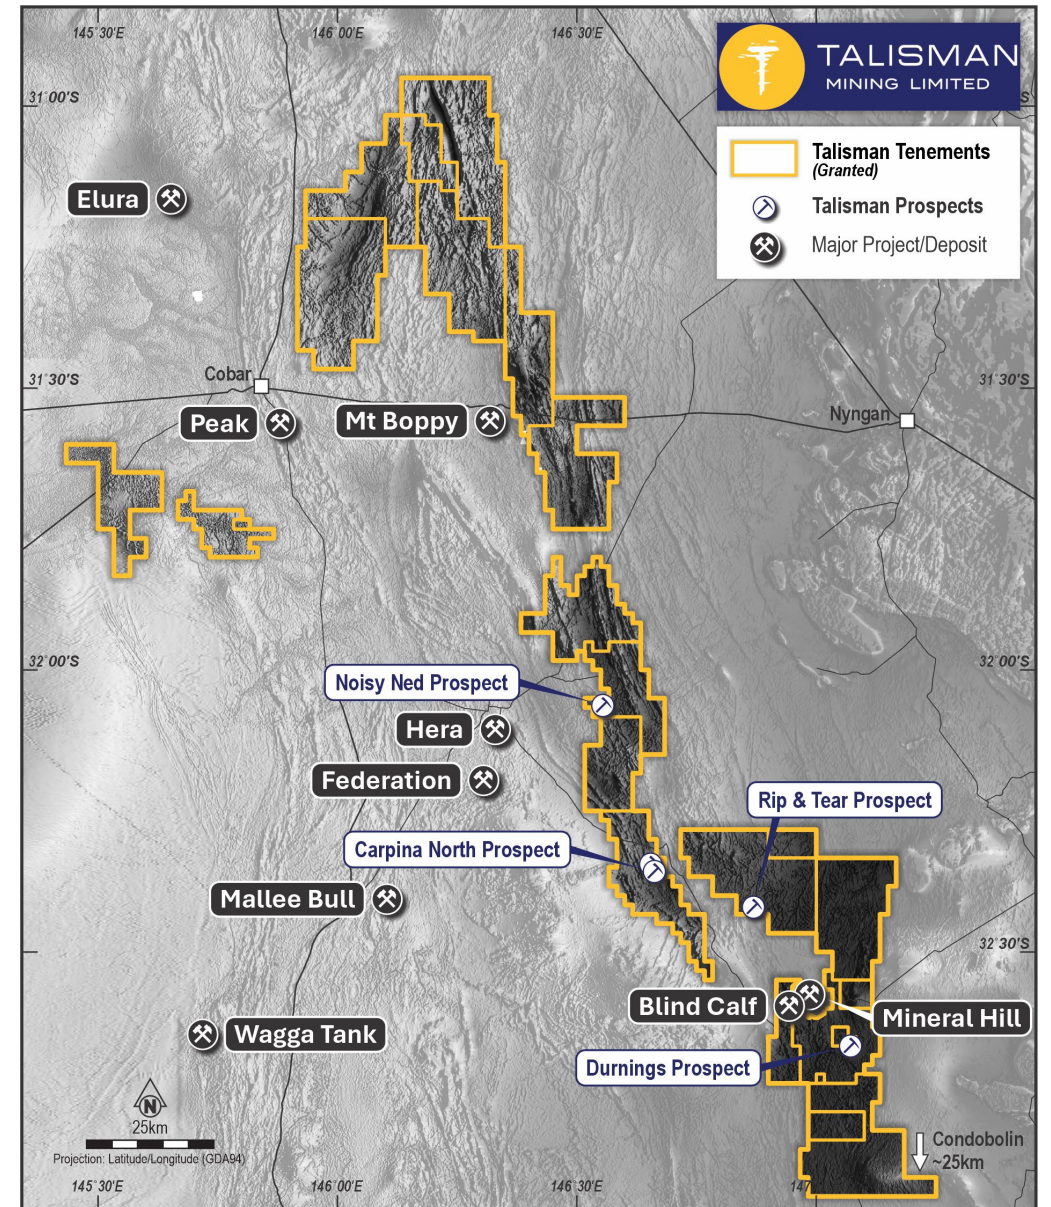 145°30'E
146°00'E
146°30'E
TALISMAN
MINING LIMITED
31°00'S
S
Talisman Tenements
(Granted)
Talisman Prospects
Major Project/Deposit
Elura
31°30'S
31°30'S
Cobar
Peak
Mt Boppy
Nyngan
32°00'S
32°00'S
Noisy Ned Prospect
Hera
Federation
Rip & Tear Prospect
Carpina North Prospect
Mallee Bull
32°30'S
Blind Calf
Mineral Hill
Wagga Tank
Durnings Prospect
N
25km
Projection: Latitude/Longitude (GDA94)
Condobolin
~25km
145°30'E
146°00'E
146°30'E
147